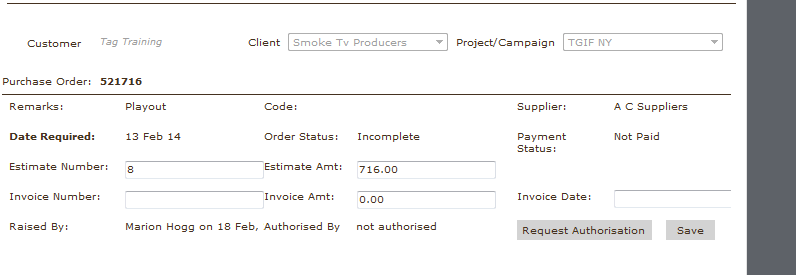 Customer Tag Training Client Smoke Tv Producers Project/Campaign TGIF NY
Purchase Order: 521716
Remarks: Playout Code: Supplier: A C Suppliers
Date Required: 13 Feb 14 Order Status: Incomplete Payment Status: Not Paid
Estimate Number: 8 Estimate Amt: 716.00
Invoice Number: Invoice Amt: 0.00 Invoice Date:
Raised By: Marion Hogg on 18 Feb, Authorised By not authorised Request Authorisation Save